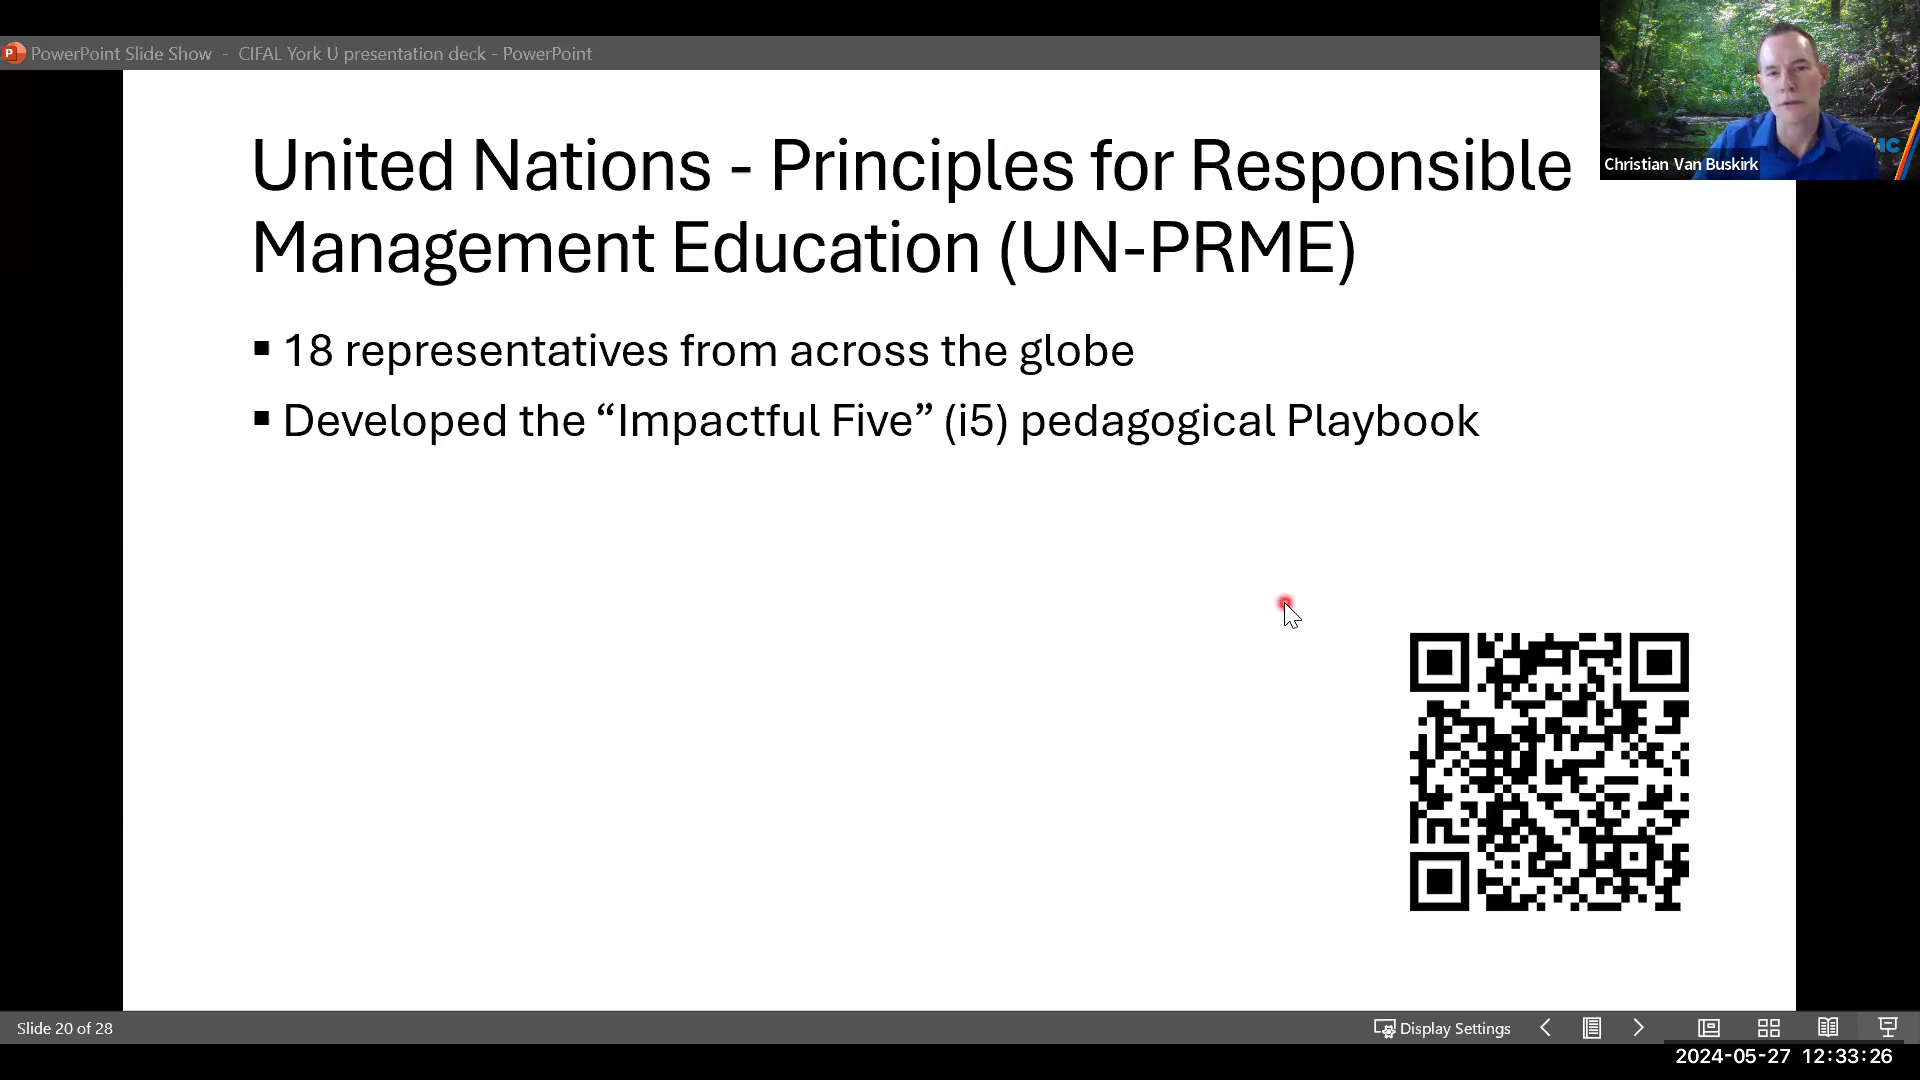 PowerPoint Slide Show - CIFAL York U presentation deck - PowerPoint
Christian Van Buskirk
United Nations - Principles for Responsible
Management Education (UN-PRME)
▪ 18 representatives from across the globe
▪ Developed the “Impactful Five” (i5) pedagogical Playbook
Slide 20 of 28
Display Settings
2024-05-27 12:33:26